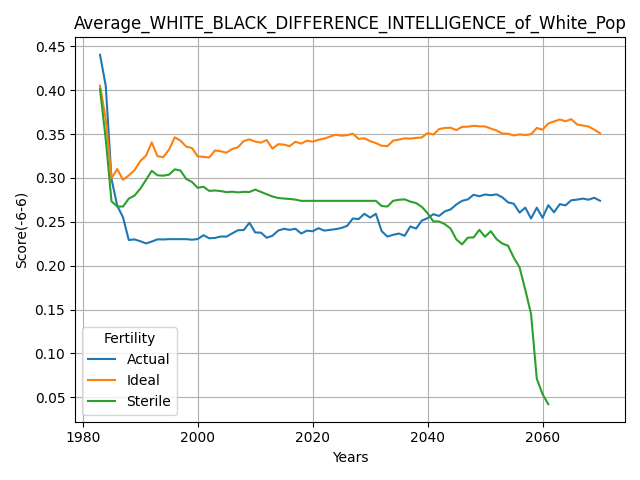 Average_WHITE_BLACK_DIFFERENCE_INTELLIGENCE_of_White_Pop
Score(-6-6)
0.45
0.40
0.35
0.30
0.25
0.20
0.15
0.10
0.05
Fertility
Actual
Ideal
Sterile
1980
2000
2020
2040
2060
Years